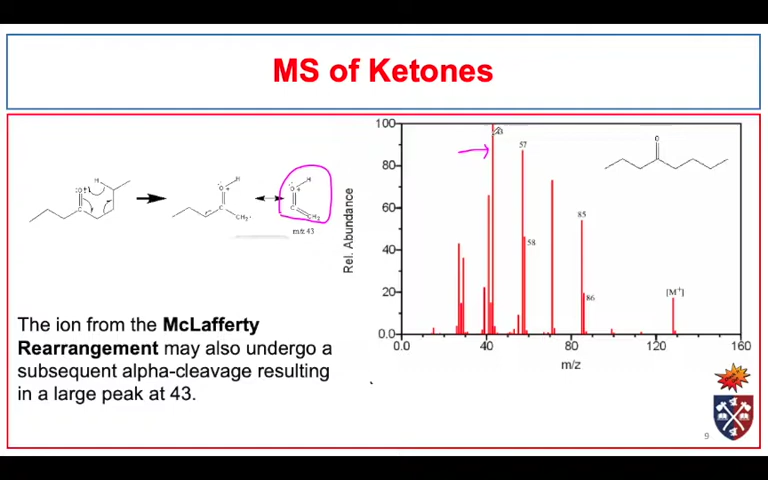 MS of Ketones
100
80
60
40
20
0.0
0.0
40
80
120
160
Rel. Abundance
m/z
57
58
85
86
[M+]
O
H
:O
H
O
+
C
CH2
H
O
+
C
CH2
m/z 43
The ion from the McLafferty
Rearrangement may also undergo a
subsequent alpha-cleavage resulting
in a large peak at 43.
9